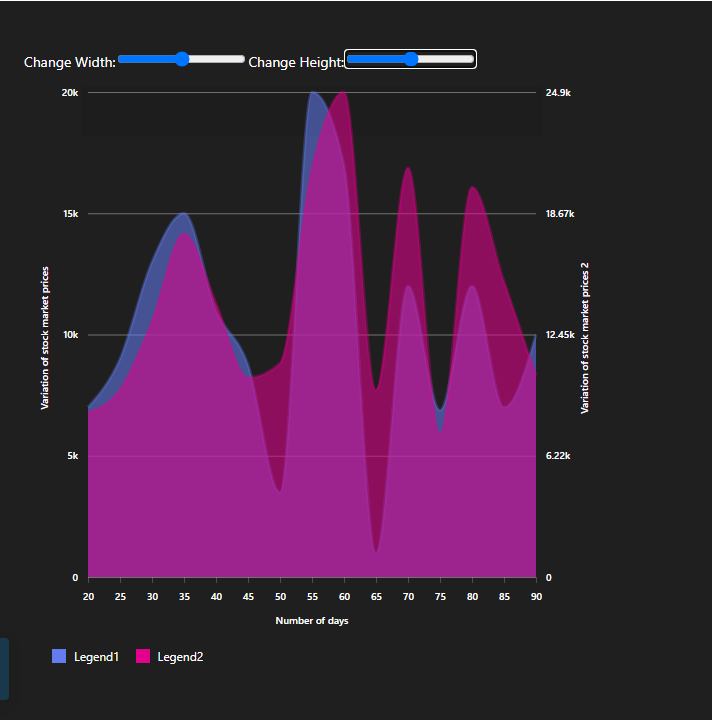 Change Width: Change Height:
20k 24.9k
15k 18.67k
Variation of stock market prices
Variation of stock market prices 2
10k 12.45k
5k 6.22k
0 0
20 25 30 35 40 45 50 55 60 65 70 75 80 85 90
Number of days
Legend1 Legend2